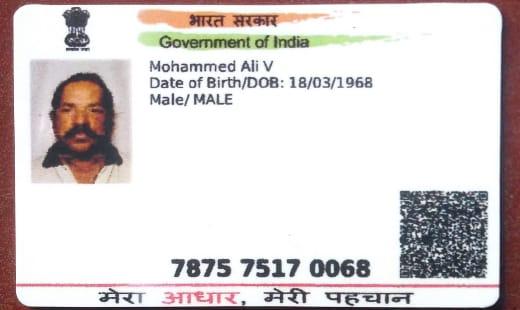 भारत सरकार
Government of India
Mohammed Ali V
Date of Birth/DOB: 18/03/1968
Male/ MALE
7875 7517 0068
मेरा आधार, मेरी पहचान